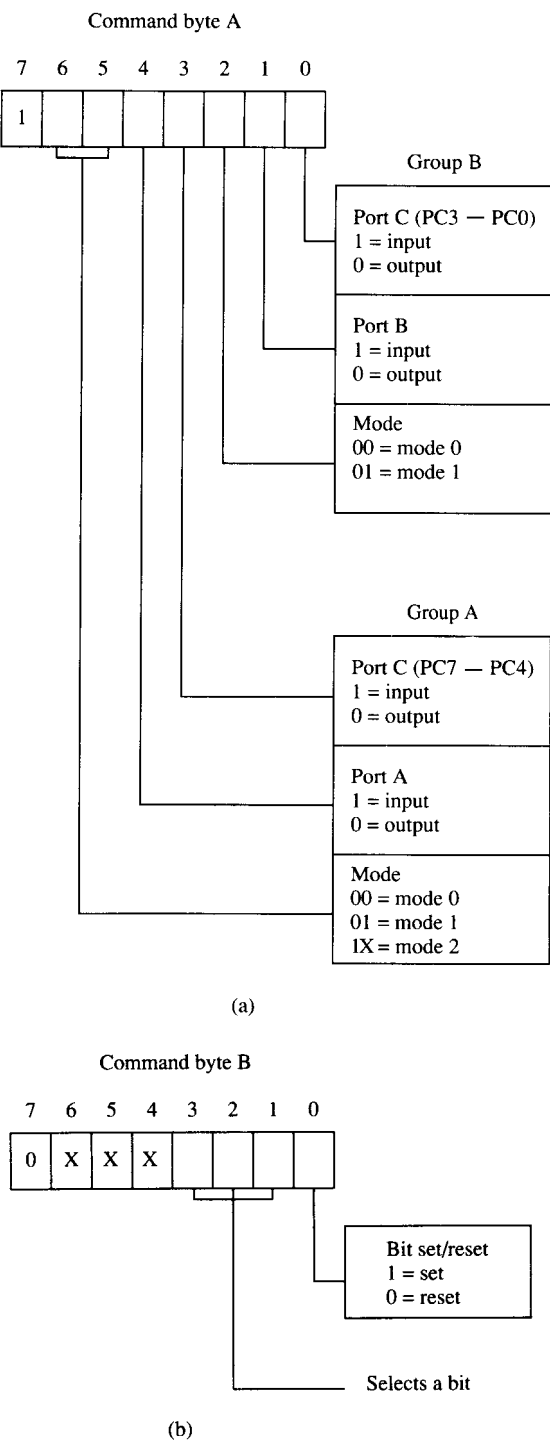 Command byte A
7 6 5 4 3 2 1 0
1
Group B
Port C (PC3 — PC0)
1 = input
0 = output
Port B
1 = input
0 = output
Mode
00 = mode 0
01 = mode 1
Group A
Port C (PC7 — PC4)
1 = input
0 = output
Port A
1 = input
0 = output
Mode
00 = mode 0
01 = mode 1
1X = mode 2
(a)
Command byte B
7 6 5 4 3 2 1 0
0 X X X
Bit set/reset
1 = set
0 = reset
Selects a bit
(b)